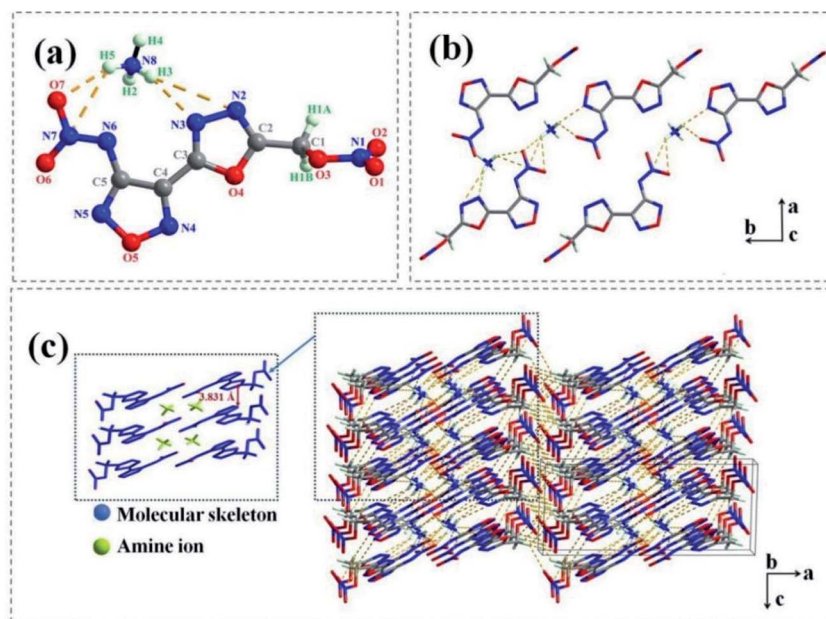 (a)
H4
H5
N8
H3
O7
H2
N2
H1A
N7
N6
N3
C2
C1
O2
N1
O6
C3
O3
C5
C4
O4
H1B
O1
N5
N4
O5
(b)
a
b
c
(c)
3.831 Å
Molecular skeleton
Amine ion
b
a
c